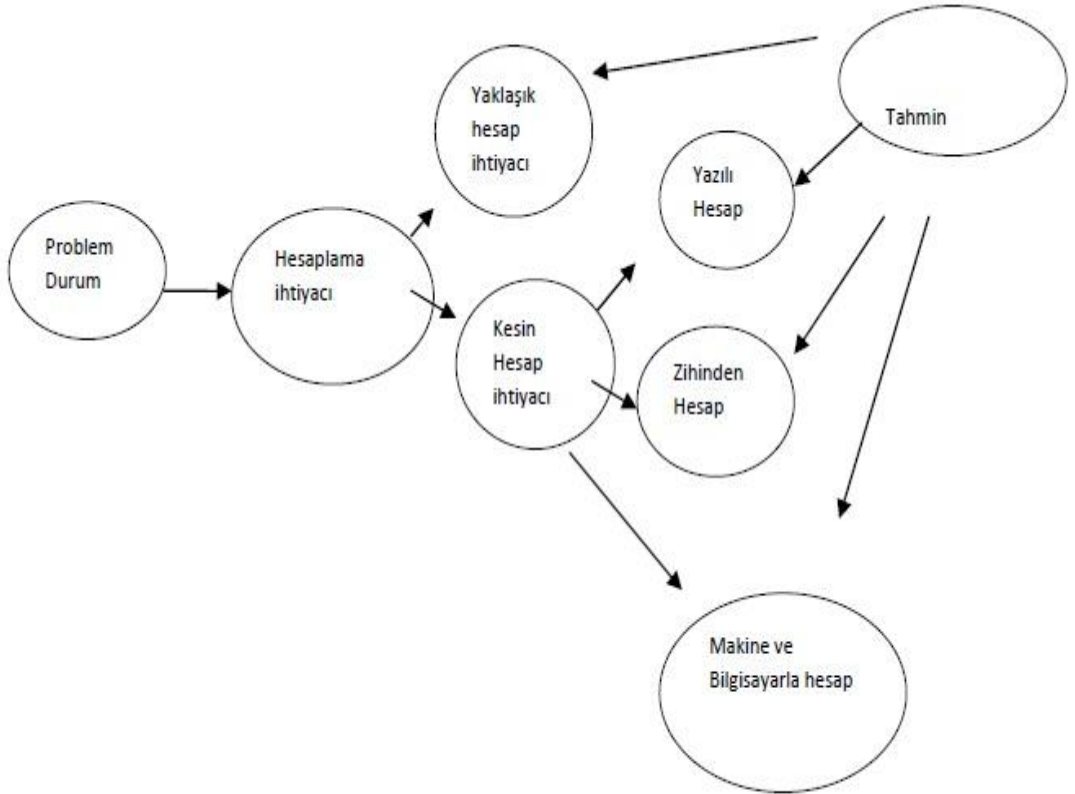 Problem
Durum
Hesaplama
ihtiyacı
Yaklaşık
hesap
ihtiyacı
Kesin
Hesap
ihtiyacı
Yazılı
Hesap
Zihinden
Hesap
Makine ve
Bilgisayarla hesap
Tahmin